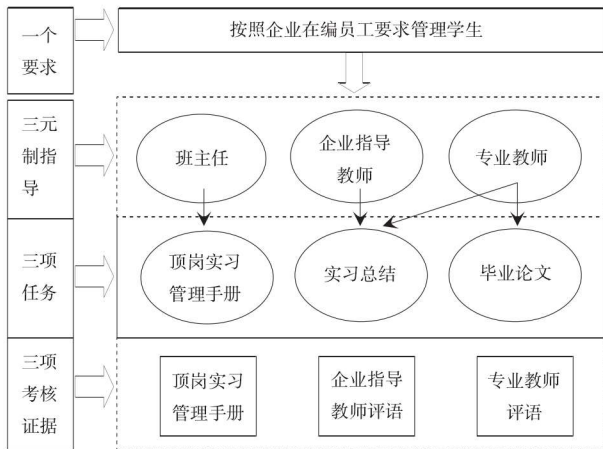 一个
要求
按照企业在编员工要求管理学生
三元
制指
导
班主任
企业指导
教师
专业教师
三项
任务
顶岗实习
管理手册
实习总结
毕业论文
三项
考核
证据
顶岗实习
管理手册
企业指导
教师评语
专业教师
评语